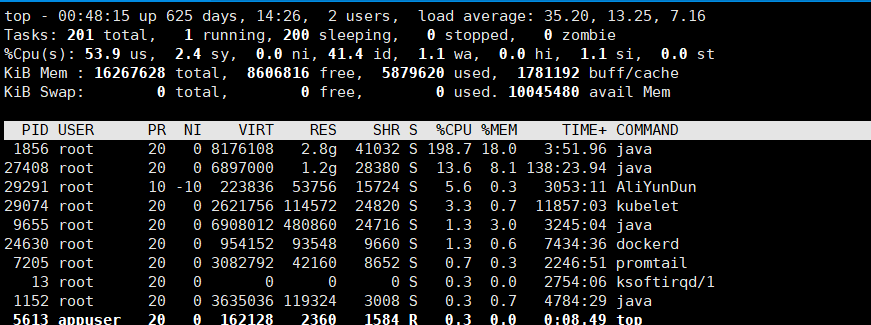 top - 00:48:15 up 625 days, 14:26,  2 users,  load average: 35.20, 13.25, 7.16
Tasks: 201 total,   1 running, 200 sleeping,   0 stopped,   0 zombie
%Cpu(s): 53.9 us,  2.4 sy,  0.0 ni, 41.4 id,  1.1 wa,  0.0 hi,  1.1 si,  0.0 st
KiB Mem : 16267628 total,  8606816 free,  5879620 used,  1781192 buff/cache
KiB Swap:        0 total,        0 free,        0 used. 10045480 avail Mem
  PID USER      PR  NI    VIRT    RES    SHR S  %CPU %MEM     TIME+ COMMAND
 1856 root      20   0 8176108   2.8g  41032 S 198.7 18.0   3:51.96 java
27408 root      20   0 6897000   1.2g  28380 S  13.6  8.1 138:23.94 java
29291 root      10 -10  223836  53756  15724 S   5.6  0.3   3053:11 AliYunDun
29074 root      20   0 2621756 114572  24820 S   3.3  0.7  11857:03 kubelet
 9655 root      20   0 6908012 480860  24716 S   1.3  3.0   3245:04 java
24630 root      20   0  954152  93548   9660 S   1.3  0.6   7434:36 dockerd
 7205 root      20   0 3082792  42160   8652 S   0.7  0.3   2246:51 promtail
   13 root      20   0       0      0      0 S   0.3  0.0   2754:06 ksoftirqd/1
 1152 root      20   0 3635036 119324   3008 S   0.3  0.7   4784:29 java
 5613 appuser   20   0  162128   2360   1584 R   0.3  0.0   0:08.49 top